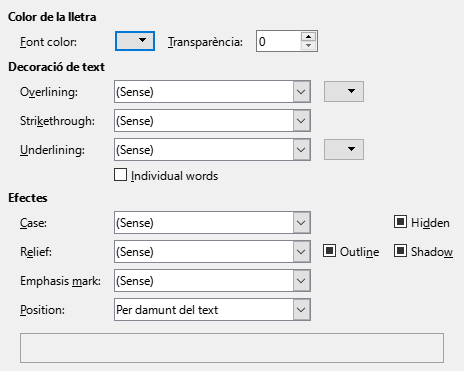 Color de la lletra
Font color: Transparència: 0
Decoració de text
Overlining: (Sense)
Strikethrough: (Sense)
Underlining: (Sense)
Individual words
Efectes
Case: (Sense) Hidden
Relief: (Sense) Outline Shadow
Emphasis mark: (Sense)
Position: Per damunt del text